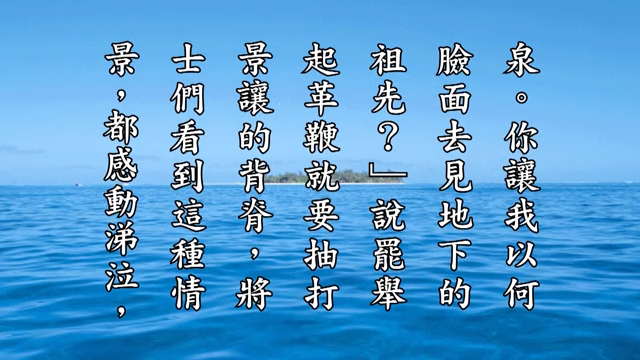 泉。你讓我以何
臉面去見地下的
祖先？」說罷舉
起革鞭就要抽打
景讓的背脊，將
士們看到這種情
景，都感動涕泣，